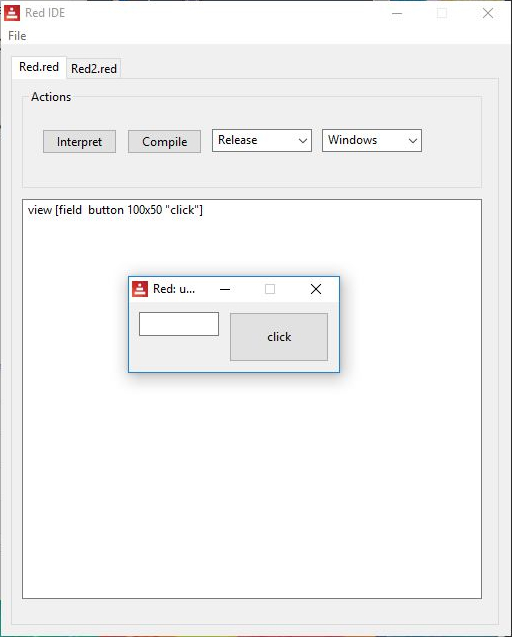 Red IDE
File
Red.red Red2.red
Actions
Interpret Compile Release Windows
view [field  button 100x50 "click"]
Red: u...
click